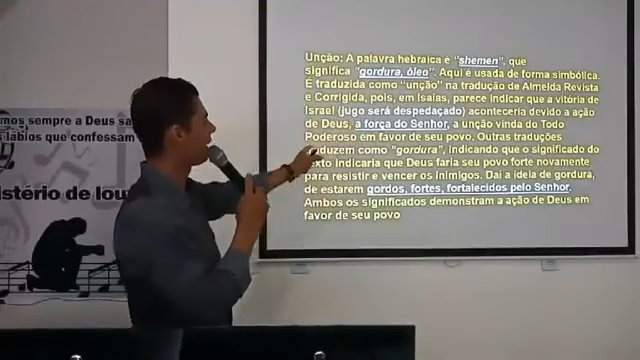 Unção: A palavra hebraica é "shemen", que
significa "gordura, óleo". Aqui é usada de forma simbólica.
É traduzida como "unção" na tradução de Almeida Revista
e Corrigida, pois, em Isaías, parece indicar que a vitória de
Israel (jugo será despedaçado) aconteceria devido a ação
de Deus, a força do Senhor, a unção vinda do Todo
Poderoso em favor de seu povo. Outras traduções
traduzem como "gordura", indicando que o significado do
texto indicaria que Deus faria seu povo forte novamente
para resistir e vencer os inimigos. Daí a ideia de gordura,
de estarem gordos, fortes, fortalecidos pelo Senhor.
Ambos os significados demonstram a ação de Deus em
favor de seu povo
mos sempre a Deus sa
lábios que confessam
istério de lou